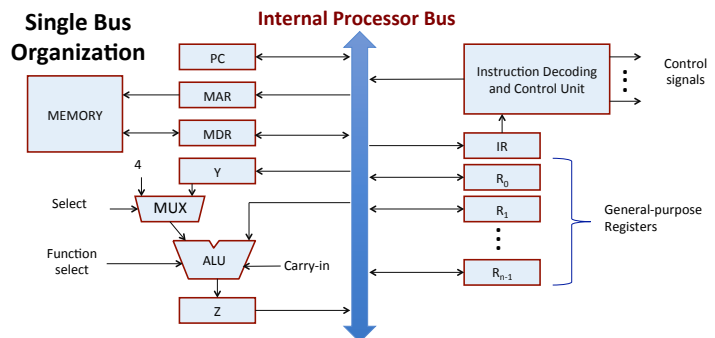 Single Bus
Organization
Internal Processor Bus
PC
MAR
MEMORY
MDR
4
Y
Select
MUX
Function
select
ALU
Carry-in
Z
Instruction Decoding
and Control Unit
Control
signals
IR
R0
R1
Rn-1
General-purpose
Registers